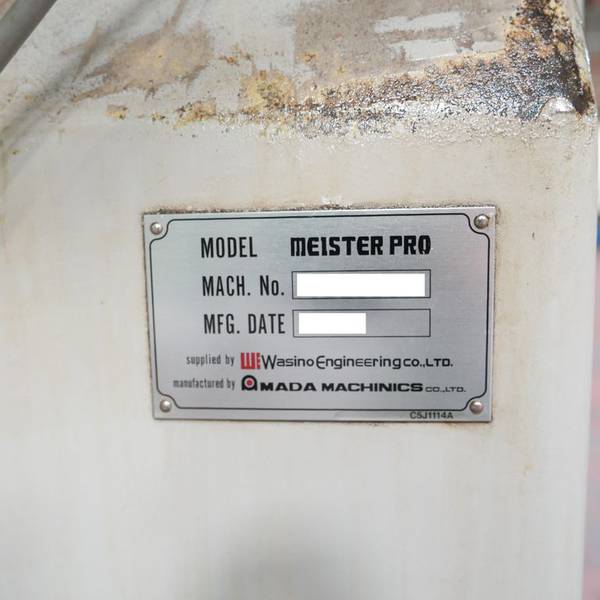 MODEL MEISTER PRO
MACH. No.
MFG. DATE
supplied by WE Wasino Engineering CO.,LTD.
manufactured by AMADA MACHINICS CO.,LTD.
C5J1114A